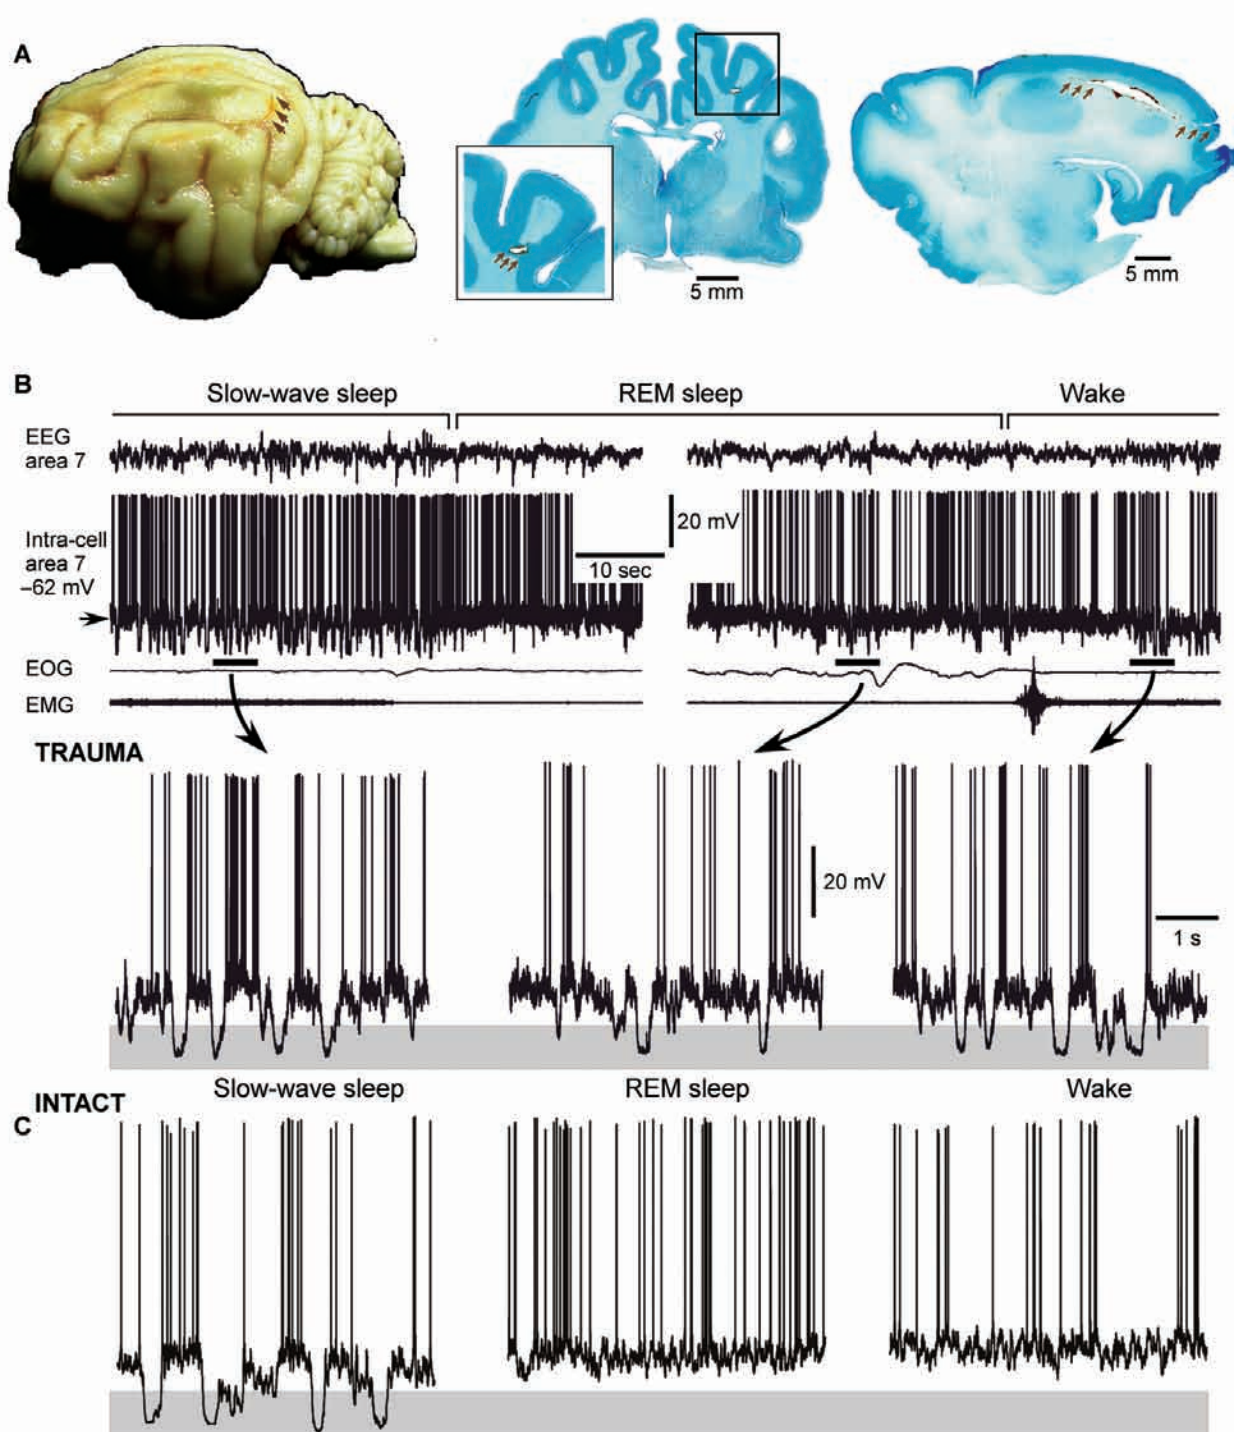 A
5 mm
5 mm
B
Slow-wave sleep
REM sleep
Wake
EEG
area 7
Intra-cell
area 7
–62 mV
20 mV
10 sec
EOG
EMG
TRAUMA
20 mV
1 s
Slow-wave sleep
REM sleep
Wake
INTACT
C